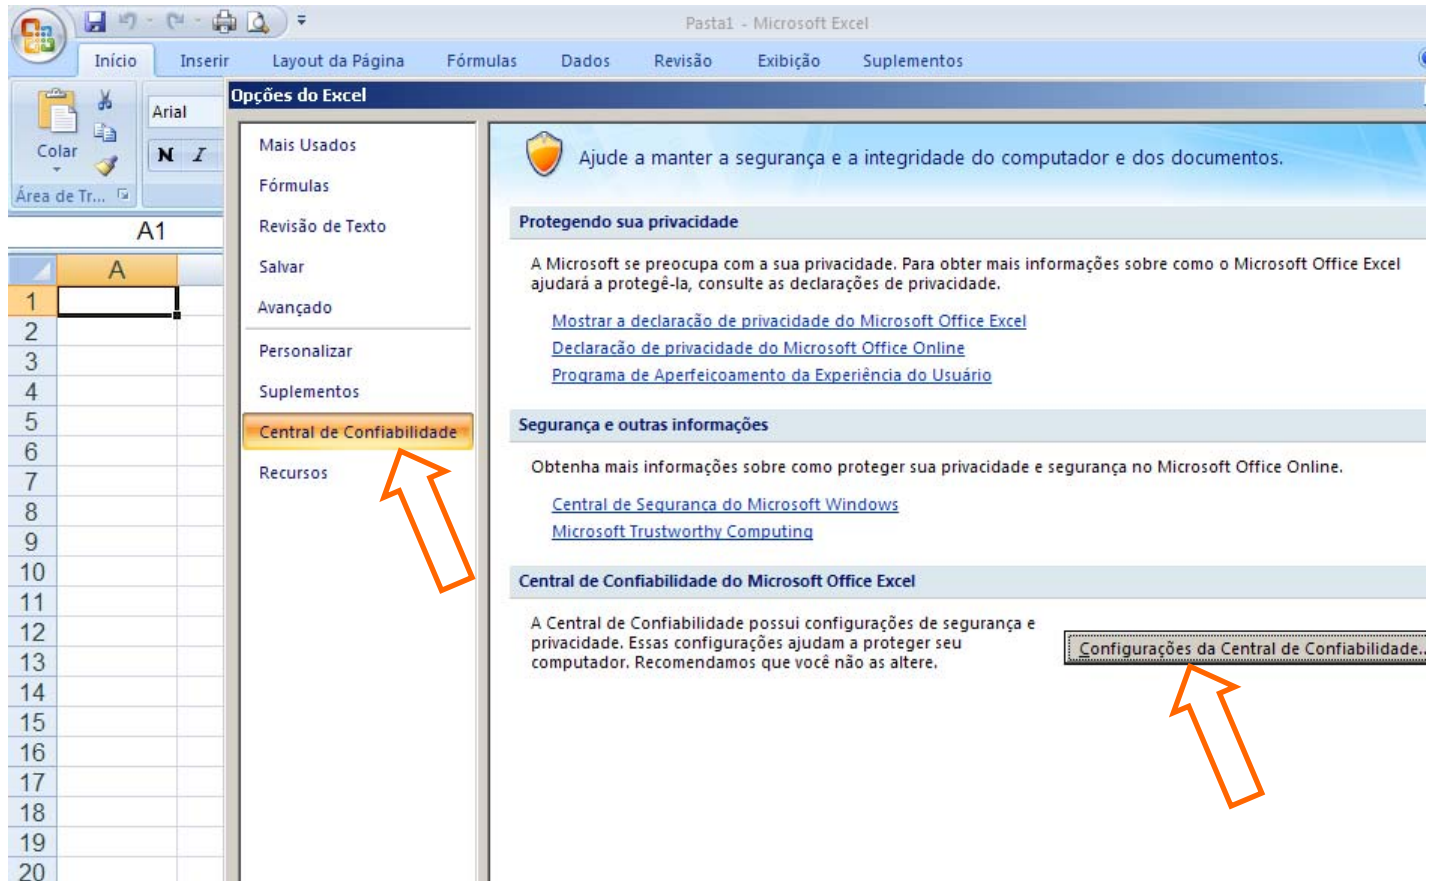 Pasta1 - Microsoft Excel
Início Inserir Layout da Página Fórmulas Dados Revisão Exibição Suplementos
Colar
Arial
N I
Área de Tr...
A1
A
1
2
3
4
5
6
7
8
9
10
11
12
13
14
15
16
17
18
19
20
Opções do Excel
Mais Usados
Fórmulas
Revisão de Texto
Salvar
Avançado
Personalizar
Suplementos
Central de Confiabilidade
Recursos
Ajude a manter a segurança e a integridade do computador e dos documentos.
Protegendo sua privacidade
A Microsoft se preocupa com a sua privacidade. Para obter mais informações sobre como o Microsoft Office Excel
ajudará a protegê-la, consulte as declarações de privacidade.
Mostrar a declaração de privacidade do Microsoft Office Excel
Declaração de privacidade do Microsoft Office Online
Programa de Aperfeiçoamento da Experiência do Usuário
Segurança e outras informações
Obtenha mais informações sobre como proteger sua privacidade e segurança no Microsoft Office Online.
Central de Segurança do Microsoft Windows
Microsoft Trustworthy Computing
Central de Confiabilidade do Microsoft Office Excel
A Central de Confiabilidade possui configurações de segurança e
privacidade. Essas configurações ajudam a proteger seu
computador. Recomendamos que você não as altere.
Configurações da Central de Confiabilidade..